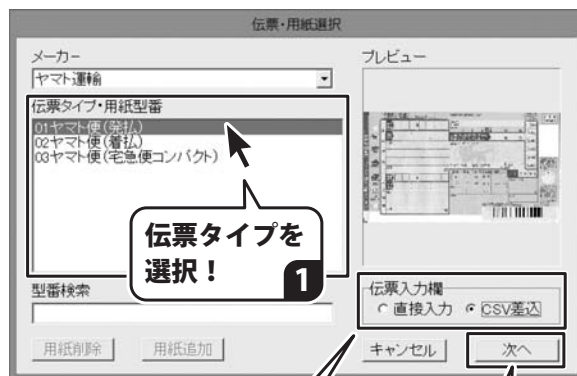 伝票・用紙選択
メーカー
ヤマト運輸
伝票タイプ・用紙型番
01ヤマト便(発払)
02ヤマト便(着払)
03ヤマト便(宅急便コンパクト)
伝票タイプを
選択！
1
型番検索
用紙削除
用紙追加
プレビュー
伝票入力欄
直接入力
CSV差込
キャンセル
次へ